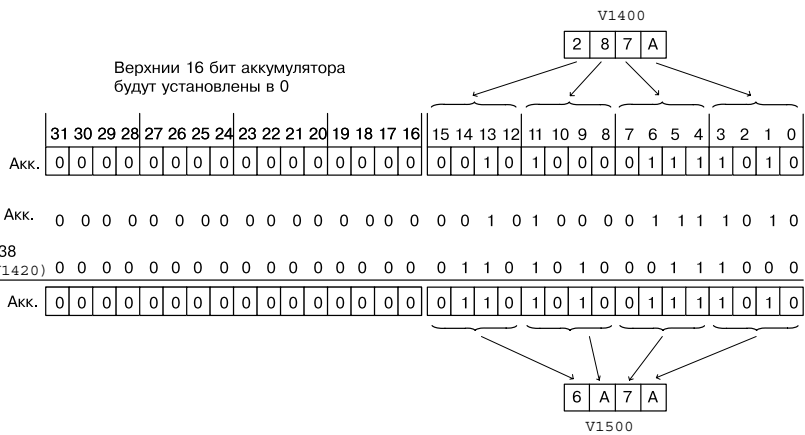 V1400
2 8 7 A
Верхнии 16 бит аккумулятора
будут установлены в 0
31 30 29 28 27 26 25 24 23 22 21 20 19 18 17 16 15 14 13 12 11 10 9 8 7 6 5 4 3 2 1 0
Акк. 0 0 0 0 0 0 0 0 0 0 0 0 0 0 0 0 0 0 1 0 1 0 0 0 0 1 1 1 1 0 1 0
Акк. 0 0 0 0 0 0 0 0 0 0 0 0 0 0 0 0 0 0 1 0 1 0 0 0 0 1 1 1 1 0 1 0
38
1420) 0 0 0 0 0 0 0 0 0 0 0 0 0 0 0 0 0 1 1 0 1 0 1 0 0 0 1 1 1 0 0 0
Акк. 0 0 0 0 0 0 0 0 0 0 0 0 0 0 0 0 0 1 1 0 1 0 1 0 0 1 1 1 1 0 1 0
6 A 7 A
V1500